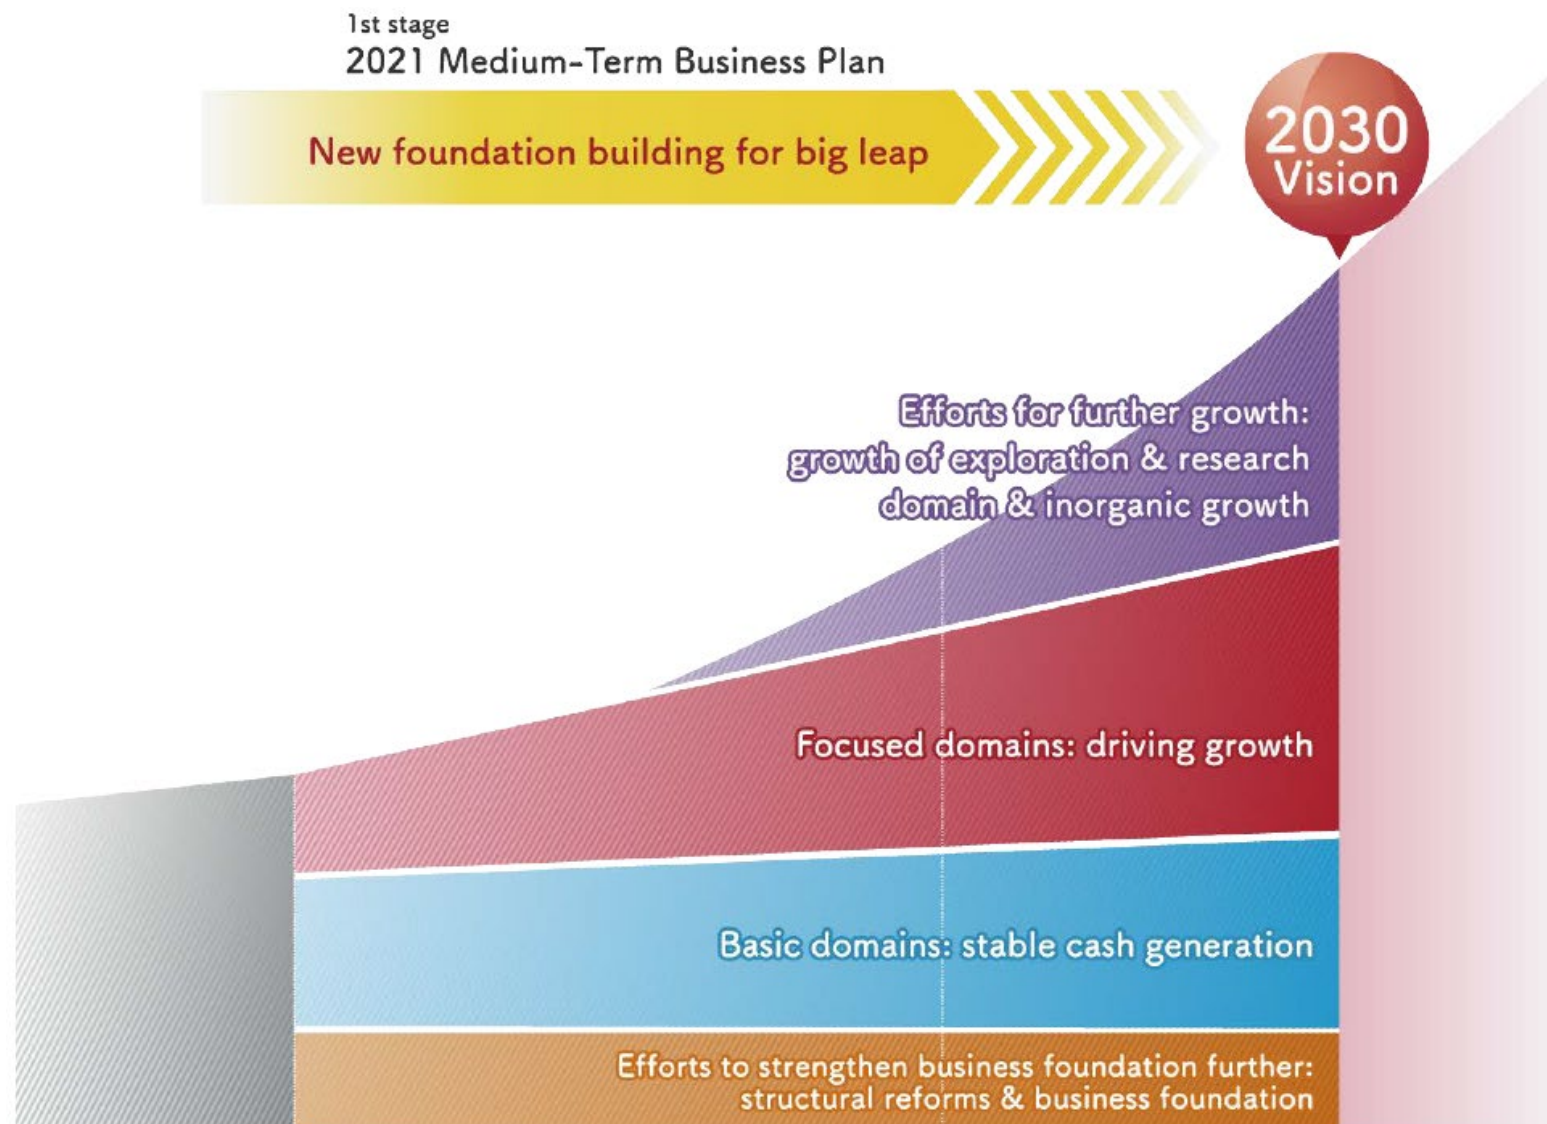 1st stage
2021 Medium-Term Business Plan
New foundation building for big leap
2030
Vision
Efforts for further growth:
growth of exploration & research
domain & inorganic growth
Focused domains: driving growth
Basic domains: stable cash generation
Efforts to strengthen business foundation further:
structural reforms & business foundation